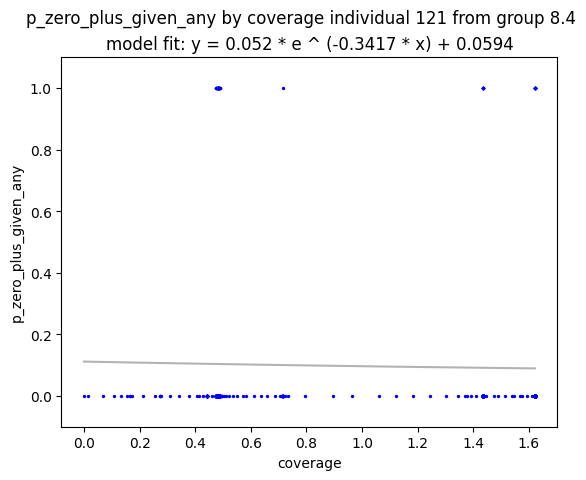 p_zero_plus_given_any by coverage individual 121 from group 8.4
model fit: y = 0.052 * e ^ (-0.3417 * x) + 0.0594
1.0
0.8
0.6
0.4
0.2
0.0
p_zero_plus_given_any
0.0 0.2 0.4 0.6 0.8 1.0 1.2 1.4 1.6
coverage